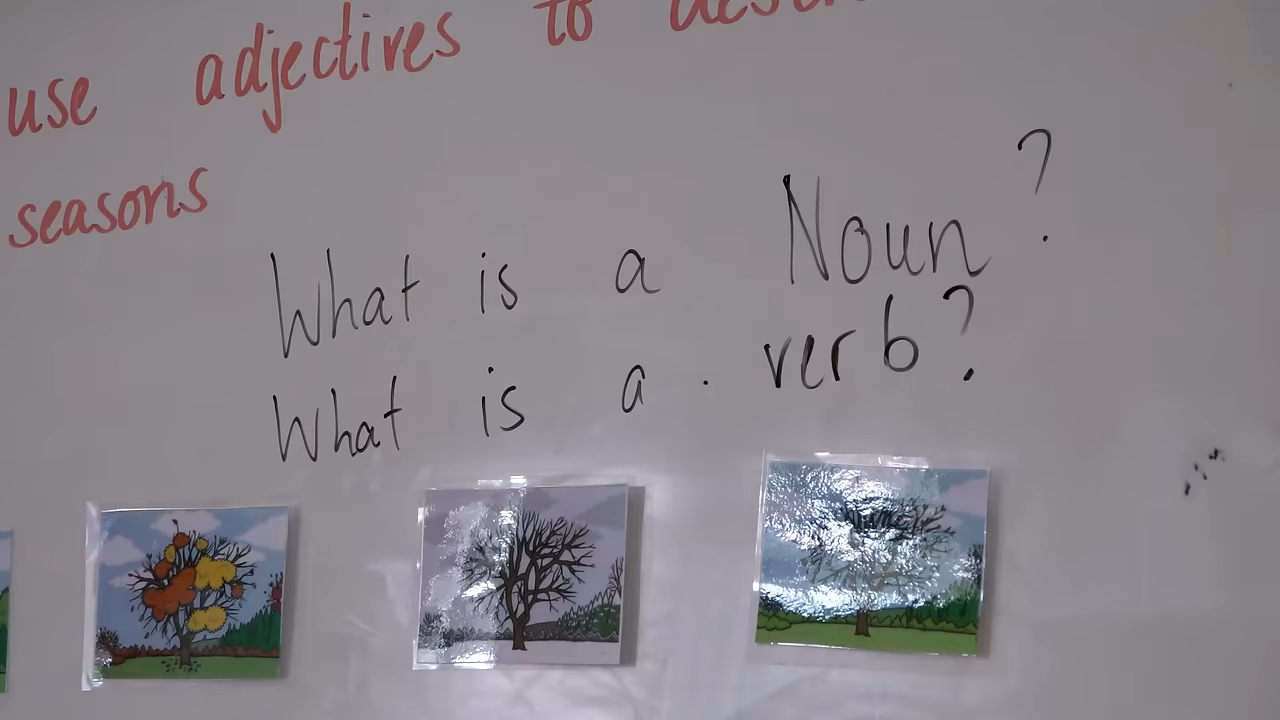 use adjectives to
seasons
What is a Noun?
What is a . verb?